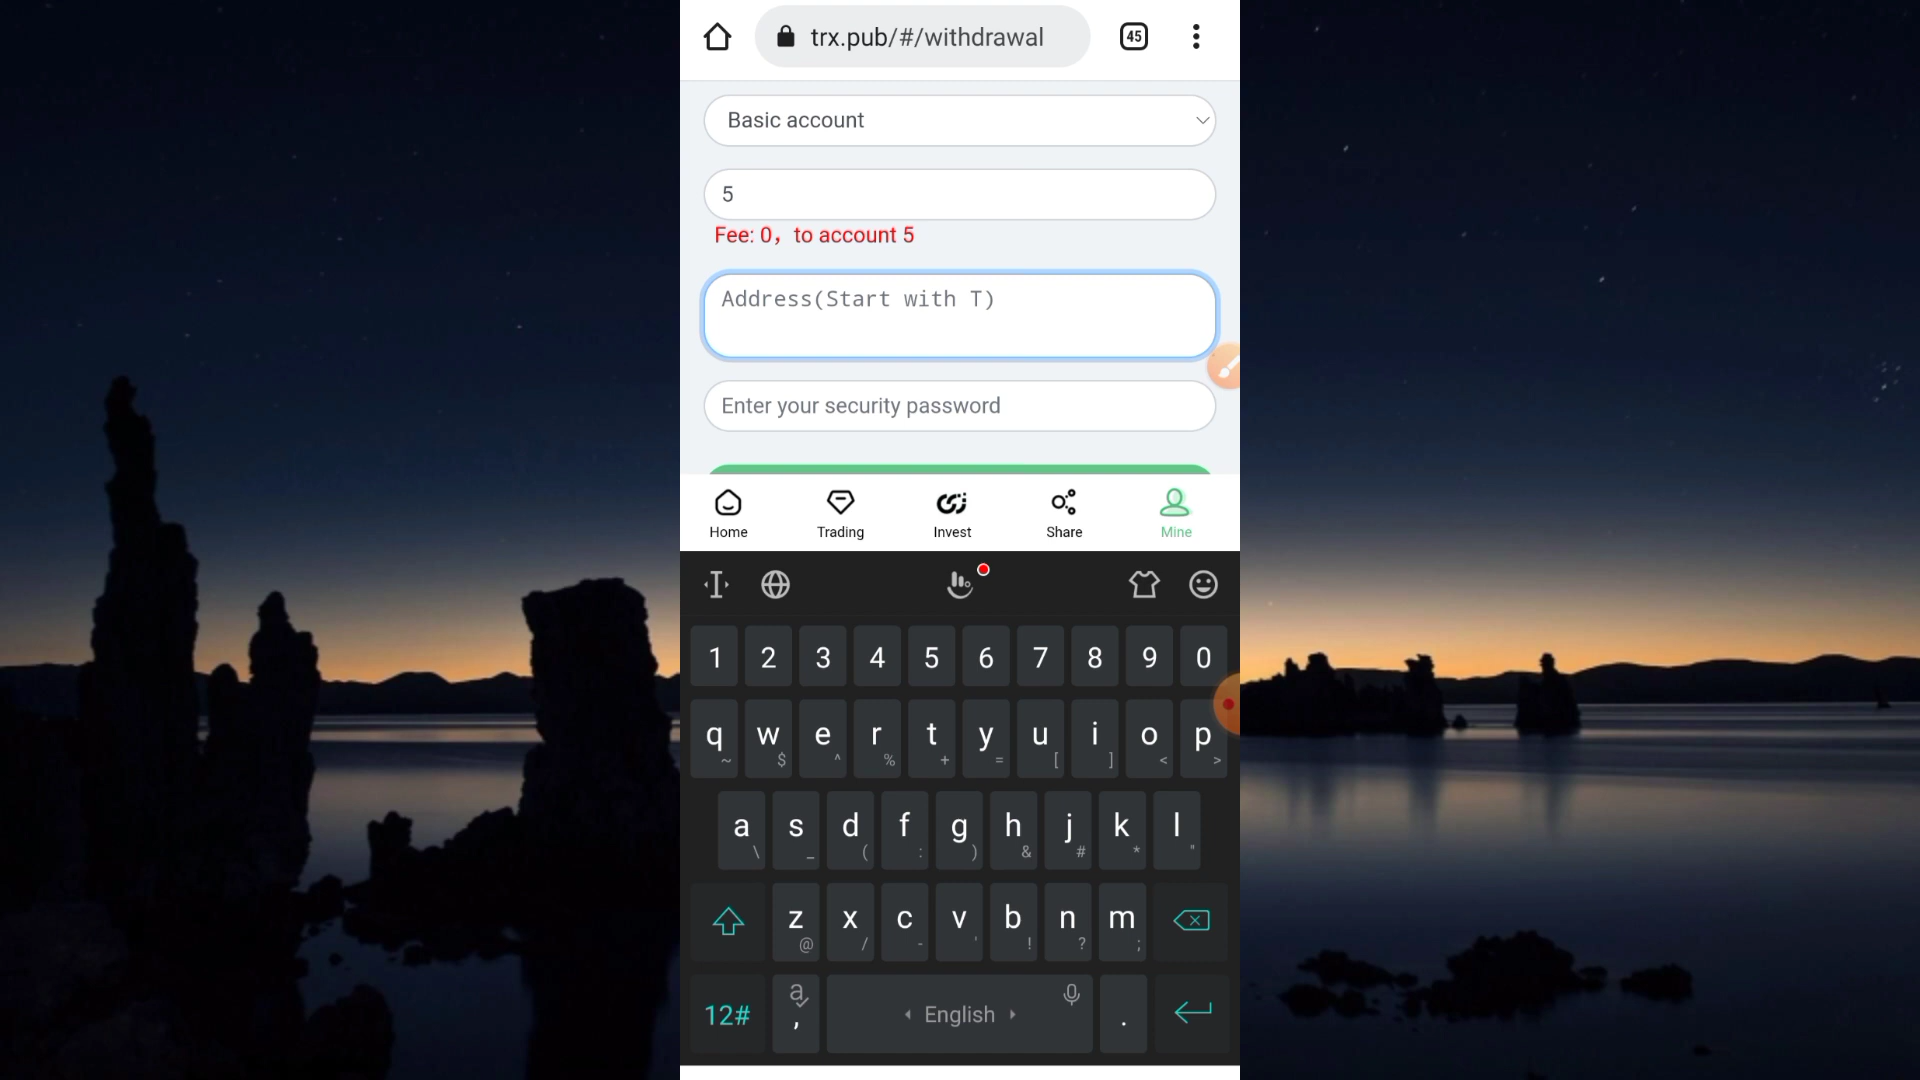 trx.pub/#/withdrawal
45
Basic account
5
Fee: 0，to account 5
Address(Start with T)
Enter your security password
Home Trading Invest Share Mine
1 2 3 4 5 6 7 8 9 0
q w e r t y u i o p
~ $ ^ % + = [ ] < >
a s d f g h j k l
\ _ ( : ) & # * "
z x c v b n m
@ / - ' ! ? ;
12# a , English .